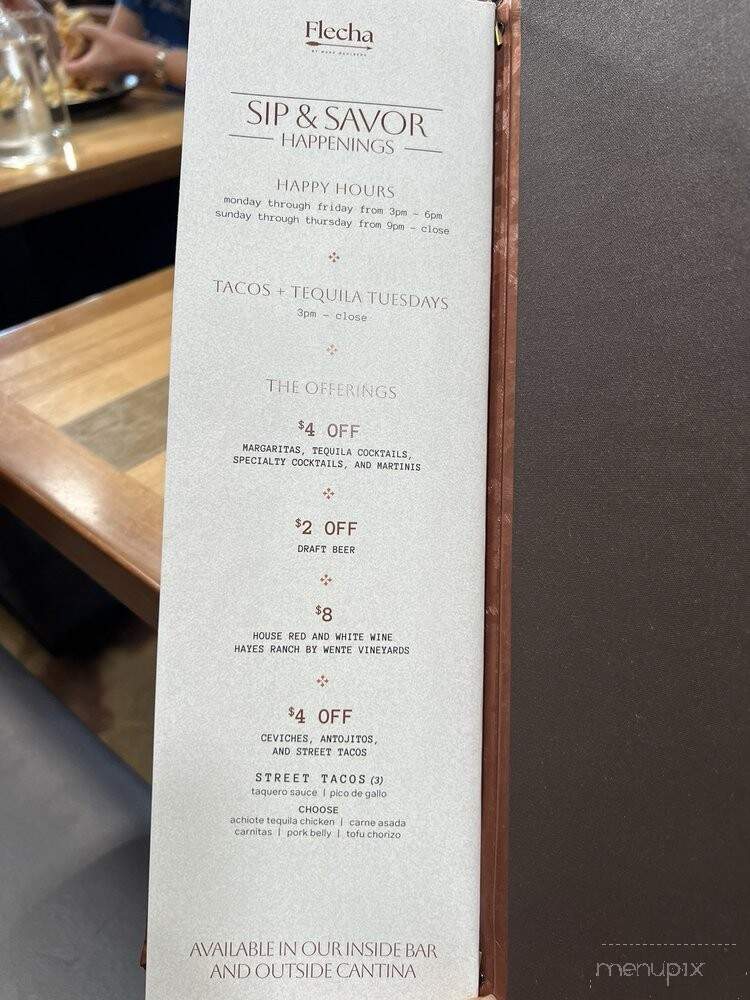 Flecha
SIP & SAVOR
HAPPENINGS
HAPPY HOURS
monday through friday from 3pm – 6pm
sunday through thursday from 9pm – close
TACOS + TEQUILA TUESDAYS
3pm – close
THE OFFERINGS
$4 OFF
MARGARITAS, TEQUILA COCKTAILS,
SPECIALTY COCKTAILS, AND MARTINIS
$2 OFF
DRAFT BEER
$8
HOUSE RED AND WHITE WINE
HAYES RANCH BY WENTE VINEYARDS
$4 OFF
CEVICHES, ANTOJITOS,
AND STREET TACOS
STREET TACOS (3)
taquero sauce | pico de gallo
CHOOSE
achiote tequila chicken | carne asada
carnitas | pork belly | tofu chorizo
AVAILABLE IN OUR INSIDE BAR
AND OUTSIDE CANTINA
menupix